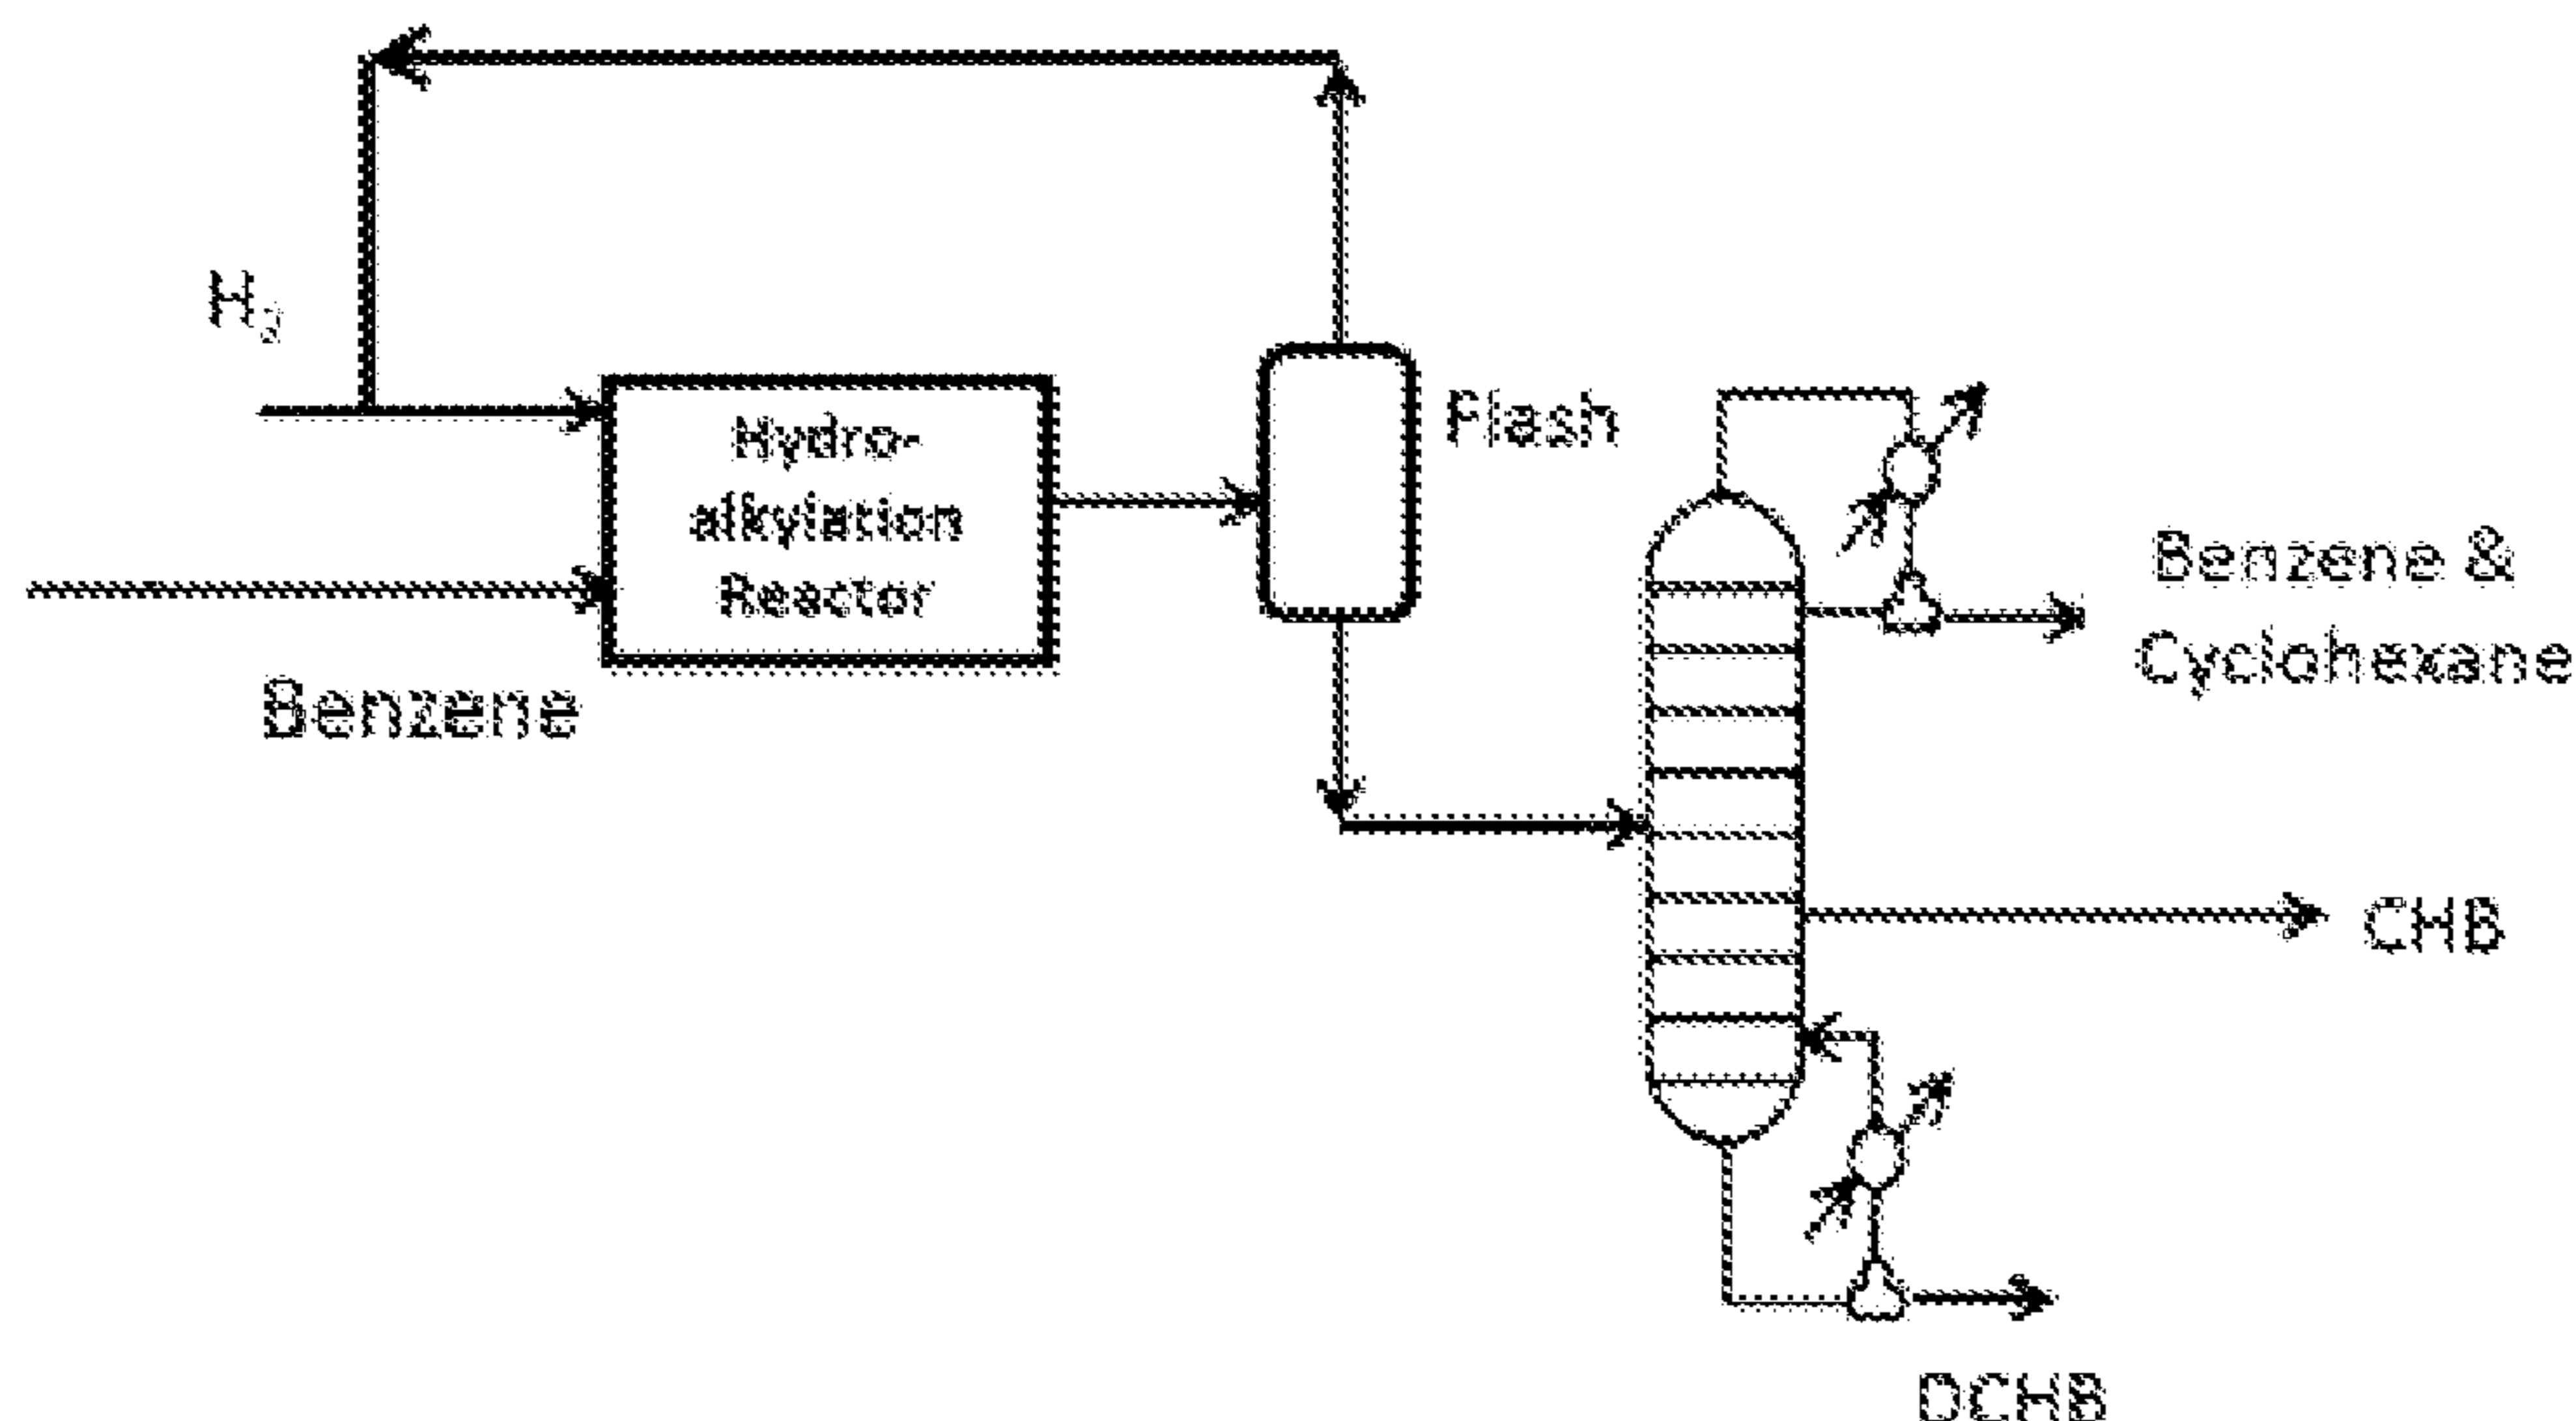 H₂
Hydro-
alkylation
Reactor
Flash
Benzene
Benzene &
Cyclohexane
CHB
DCHB